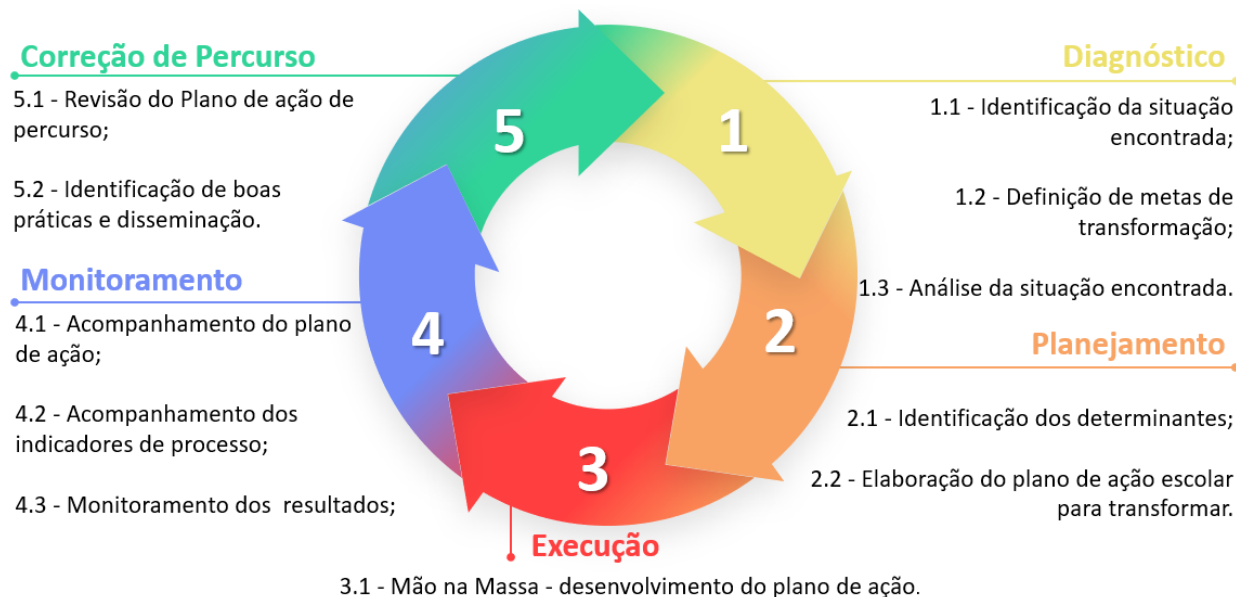 Diagnóstico
1
1.1 - Identificação da situação
encontrada;
1.2 - Definição de metas de
transformação;
1.3 - Análise da situação encontrada.
Planejamento
2
2.1 - Identificação dos determinantes;
2.2 - Elaboração do plano de ação escolar
para transformar.
3
Execução
3.1 - Mão na Massa - desenvolvimento do plano de ação.
Monitoramento
4
4.1 - Acompanhamento do plano
de ação;
4.2 - Acompanhamento dos
indicadores de processo;
4.3 - Monitoramento dos resultados;
Correção de Percurso
5
5.1 - Revisão do Plano de ação de
percurso;
5.2 - Identificação de boas
práticas e disseminação.